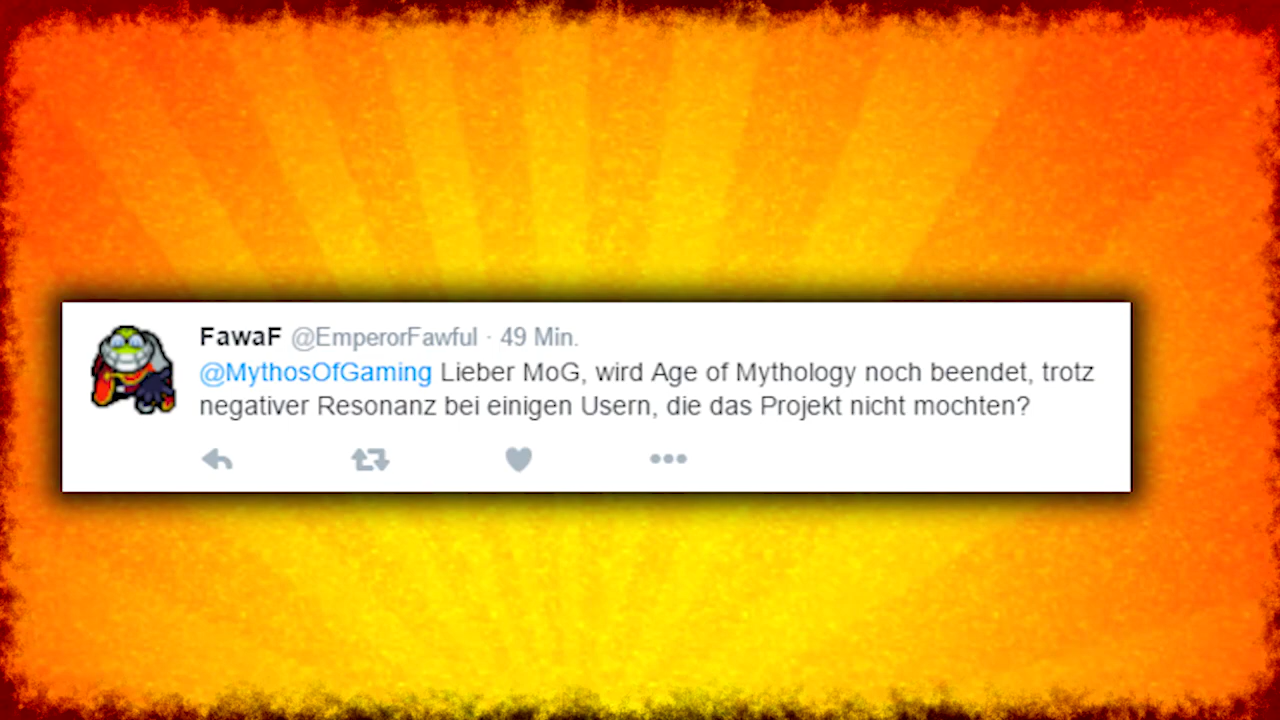 FawaF @EmperorFawful · 49 Min.
@MythosOfGaming Lieber MoG, wird Age of Mythology noch beendet, trotz
negativer Resonanz bei einigen Usern, die das Projekt nicht mochten?